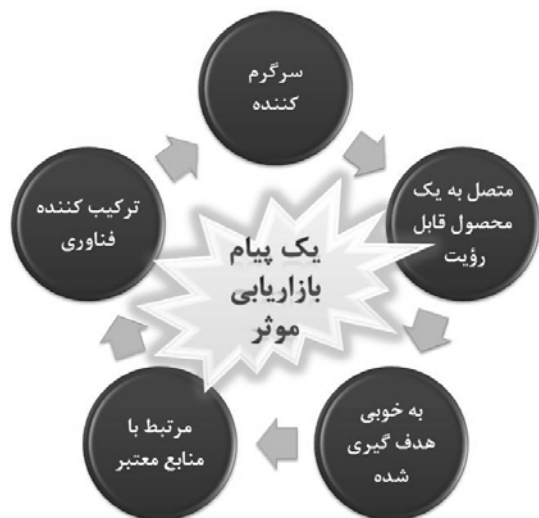 سرگرم
کننده
متصل به یک
محصول قابل
رؤیت
به خوبی
هدف گیری
شده
مرتبط با
منابع معتبر
ترکیب کننده
فناوری
یک پیام
بازاریابی
موثر